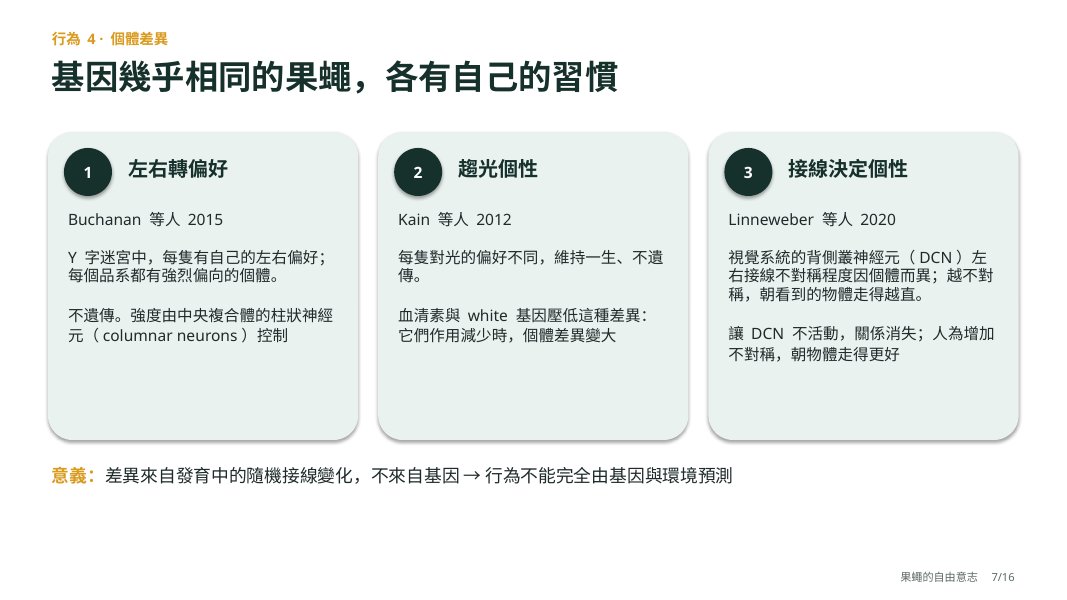 行為 4 · 個體差異
基因幾乎相同的果蠅，各有自己的習慣
1
左右轉偏好
Buchanan 等人 2015
Y 字迷宮中，每隻有自己的左右偏好；
每個品系都有強烈偏向的個體。
不遺傳。強度由中央複合體的柱狀神經
元（columnar neurons）控制
2
趨光個性
Kain 等人 2012
每隻對光的偏好不同，維持一生、不遺
傳。
血清素與 white 基因壓低這種差異：
它們作用減少時，個體差異變大
3
接線決定個性
Linneweber 等人 2020
視覺系統的背側叢神經元（DCN）左
右接線不對稱程度因個體而異；越不對
稱，朝看到的物體走得越直。
讓 DCN 不活動，關係消失；人為增加
不對稱，朝物體走得更好
意義：差異來自發育中的隨機接線變化，不來自基因 → 行為不能完全由基因與環境預測
果蠅的自由意志 7/16